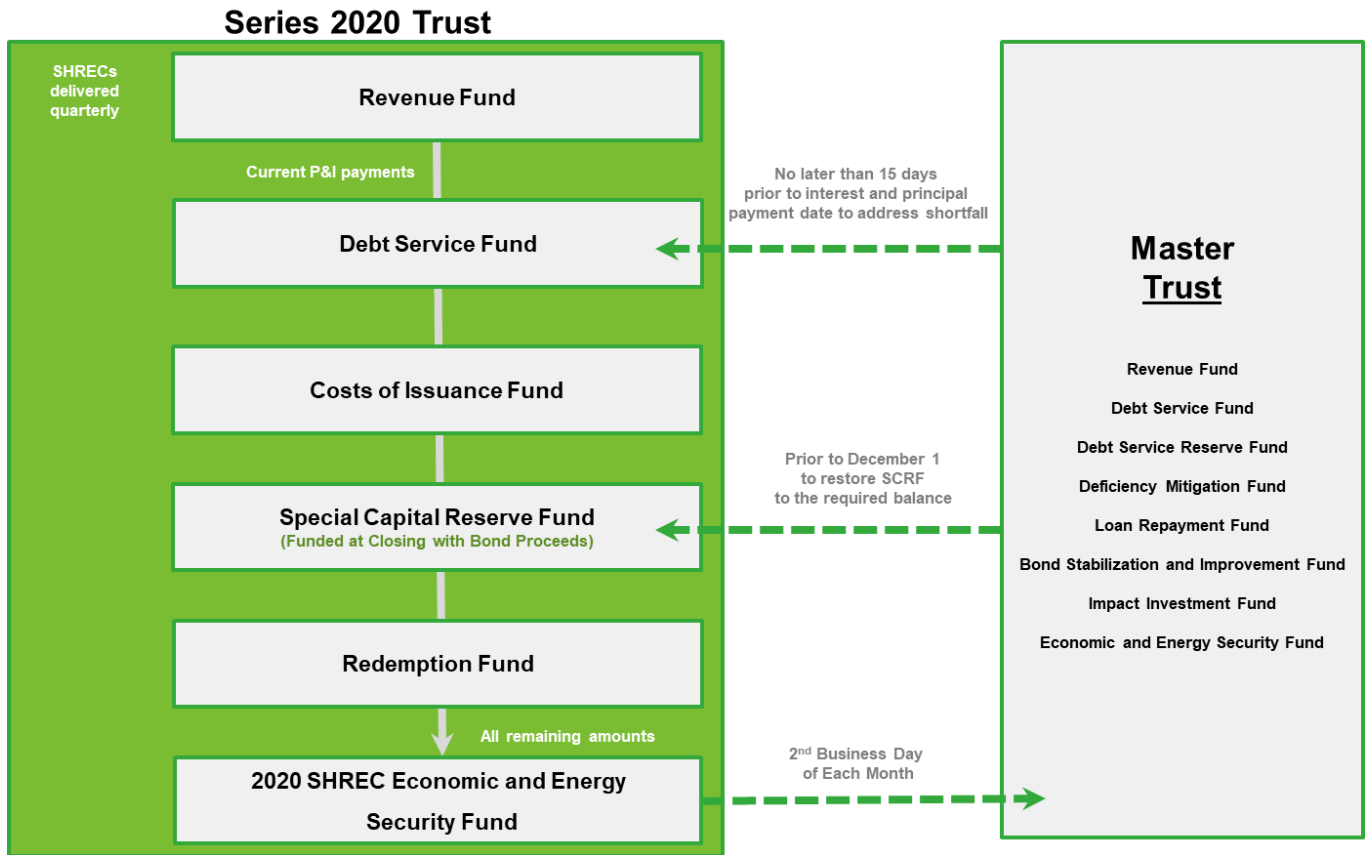 Series 2020 Trust
SHRECs
delivered
quarterly
Revenue Fund
Current P&I payments
Debt Service Fund
Costs of Issuance Fund
Special Capital Reserve Fund
(Funded at Closing with Bond Proceeds)
Redemption Fund
All remaining amounts
2020 SHREC Economic and Energy
Security Fund
No later than 15 days
prior to interest and principal
payment date to address shortfall
Prior to December 1
to restore SCRF
to the required balance
2nd Business Day
of Each Month
Master
Trust
Revenue Fund
Debt Service Fund
Debt Service Reserve Fund
Deficiency Mitigation Fund
Loan Repayment Fund
Bond Stabilization and Improvement Fund
Impact Investment Fund
Economic and Energy Security Fund